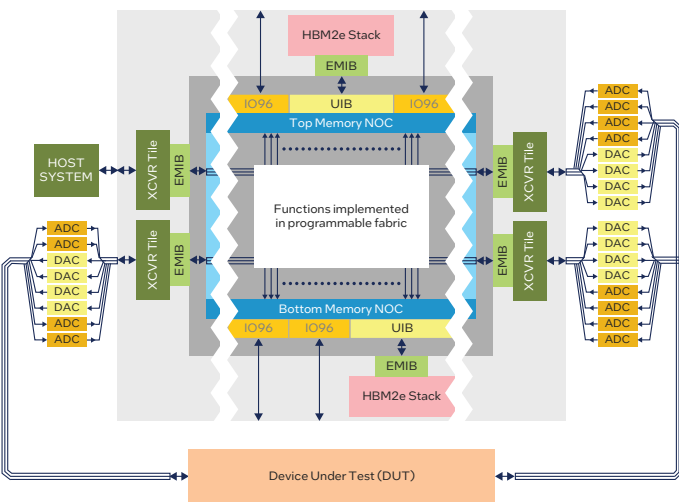 HBM2e Stack
EMIB
IO96
UIB
IO96
Top Memory NOC
HOST
SYSTEM
XCVR Tile
EMIB
EMIB
XCVR Tile
ADC
ADC
ADC
ADC
DAC
DAC
DAC
DAC
Functions implemented
in programmable fabric
ADC
ADC
DAC
DAC
DAC
DAC
ADC
ADC
XCVR Tile
EMIB
EMIB
XCVR Tile
DAC
DAC
DAC
DAC
ADC
ADC
ADC
ADC
Bottom Memory NOC
IO96
IO96
UIB
EMIB
HBM2e Stack
Device Under Test (DUT)